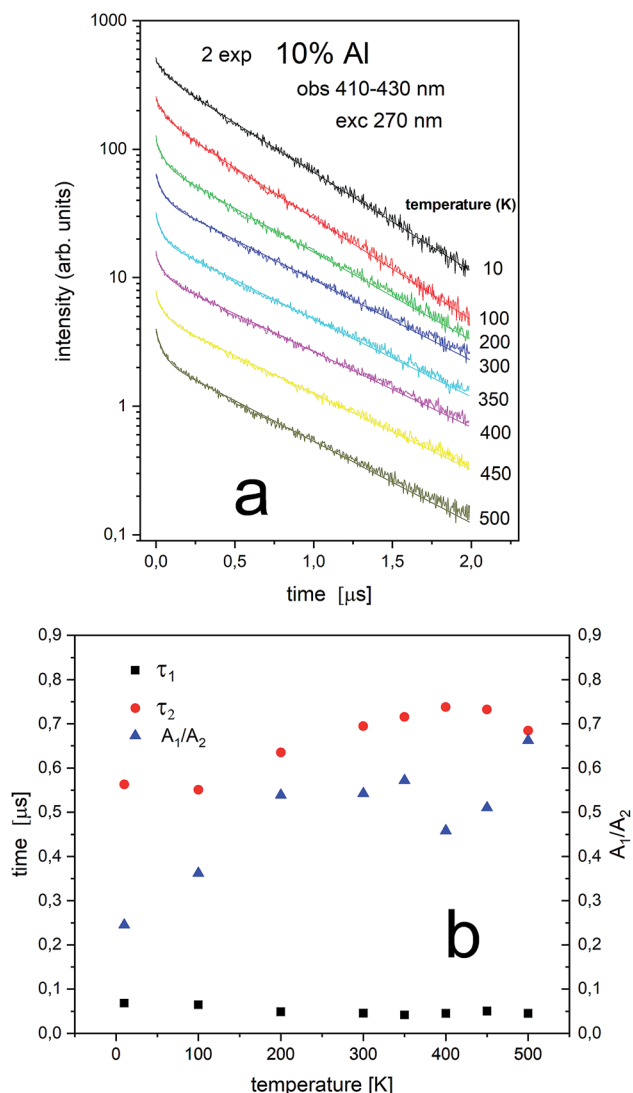 1000
2 exp 10% Al
obs 410-430 nm
exc 270 nm
100
temperature (K)
10
10
100
200
300
350
1
400
450
a
500
0,1
0,0 0,5 1,0 1,5 2,0
time [μs]
intensity (arb. units)
0,9 0,9
τ1
0,8 0,8
τ2
0,7 A1/A2 0,7
0,6 0,6
0,5 0,5
0,4 0,4
0,3 0,3
b
0,2 0,2
0,1 0,1
0,0 0,0
0 100 200 300 400 500
temperature [K]
time [μs]
A1/A2